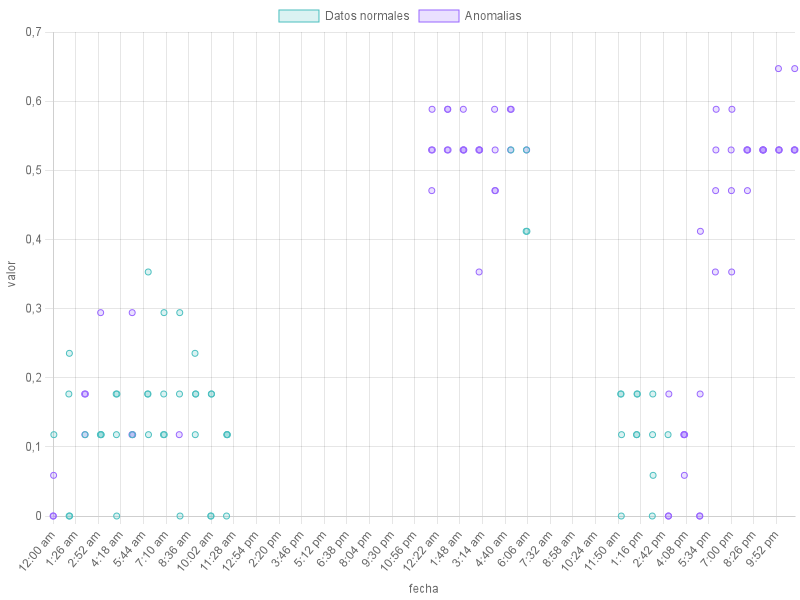 Datos normales Anomalias
0,7
0,6
0,5
0,4
0,3
0,2
0,1
0
valor
12:00 am 1:26 am 2:52 am 4:18 am 5:44 am 7:10 am 8:36 am 10:02 am 11:28 am 12:54 pm 2:20 pm 3:46 pm 5:12 pm 6:38 pm 8:04 pm 9:30 pm 10:56 pm 12:22 am 1:48 am 3:14 am 4:40 am 6:06 am 7:32 am 8:58 am 10:24 am 11:50 am 1:16 pm 2:42 pm 4:08 pm 5:34 pm 7:00 pm 8:26 pm 9:52 pm
fecha